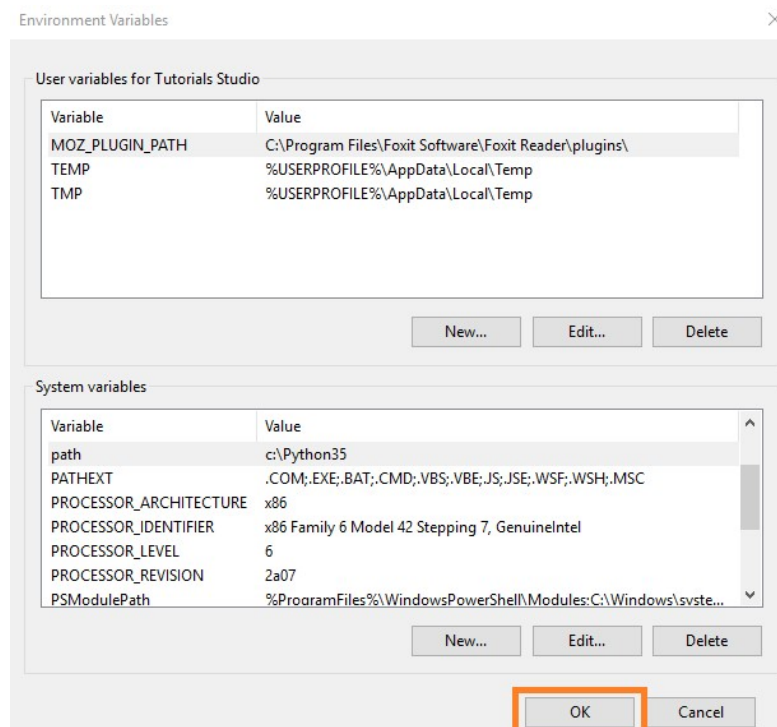 Environment Variables
User variables for Tutorials Studio
Variable Value
MOZ_PLUGIN_PATH C:\Program Files\Foxit Software\Foxit Reader\plugins\
TEMP %USERPROFILE%\AppData\Local\Temp
TMP %USERPROFILE%\AppData\Local\Temp
New... Edit... Delete
System variables
Variable Value
path c:\Python35
PATHEXT .COM;.EXE;.BAT;.CMD;.VBS;.VBE;.JS;.JSE;.WSF;.WSH;.MSC
PROCESSOR_ARCHITECTURE x86
PROCESSOR_IDENTIFIER x86 Family 6 Model 42 Stepping 7, GenuineIntel
PROCESSOR_LEVEL 6
PROCESSOR_REVISION 2a07
PSModulePath %ProgramFiles%\WindowsPowerShell\Modules;C:\Windows\syste...
New... Edit... Delete
OK Cancel